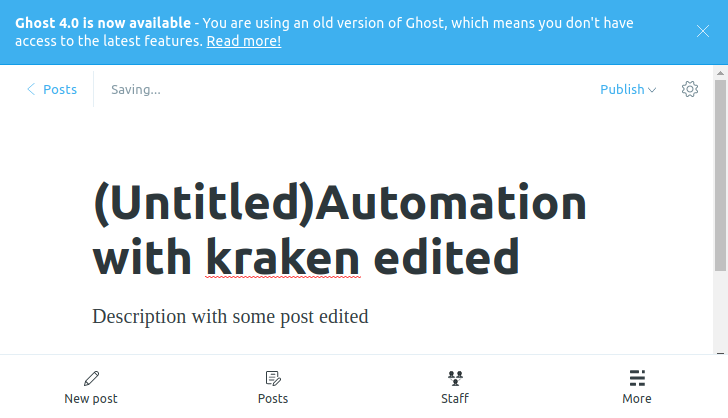 Ghost 4.0 is now available - You are using an old version of Ghost, which means you don't have
access to the latest features. Read more!
Posts
Saving...
Publish
(Untitled)Automation
with kraken edited
Description with some post edited
New post
Posts
Staff
More